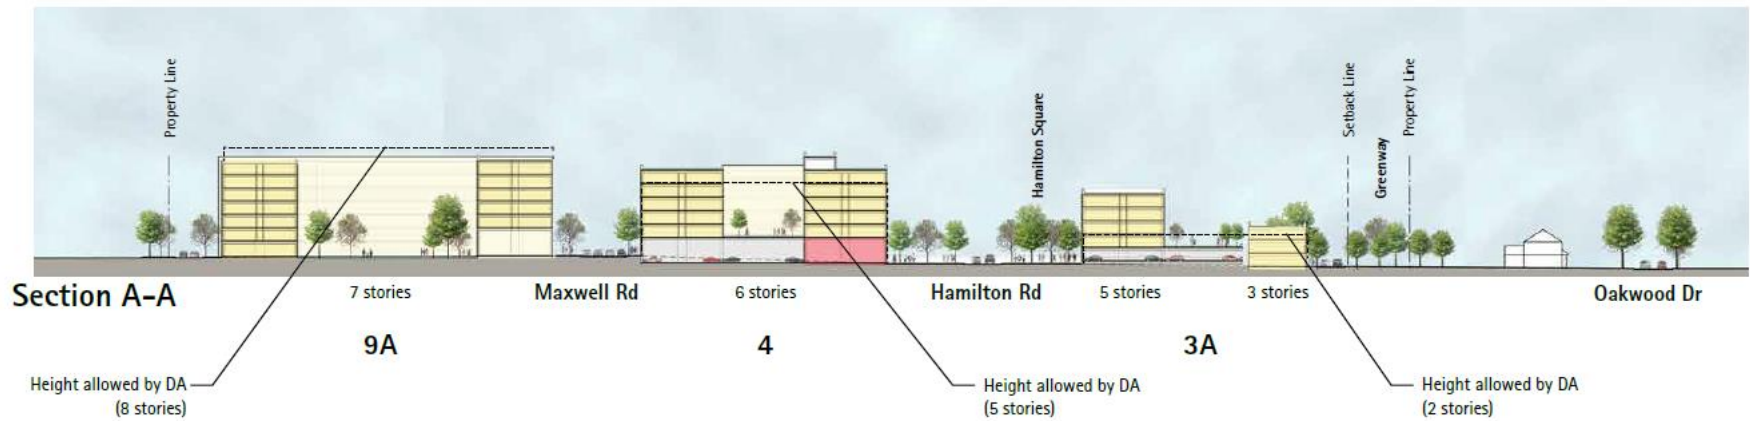 Property Line
Hamilton Square
Setback Line
Greenway
Property Line
Section A-A
7 stories
Maxwell Rd
6 stories
Hamilton Rd
5 stories
3 stories
Oakwood Dr
9A
4
3A
Height allowed by DA
(8 stories)
Height allowed by DA
(5 stories)
Height allowed by DA
(2 stories)